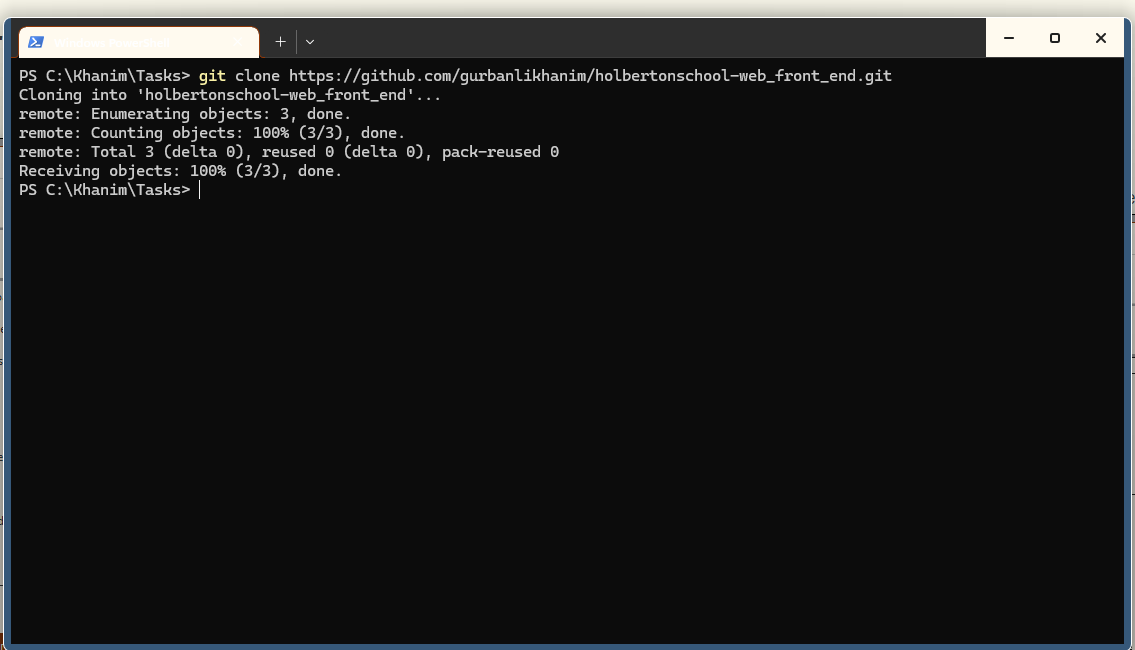 PS C:\Khanim\Tasks> git clone https://github.com/gurbanlikhanim/holbertonschool-web_front_end.git
Cloning into 'holbertonschool-web_front_end'...
remote: Enumerating objects: 3, done.
remote: Counting objects: 100% (3/3), done.
remote: Total 3 (delta 0), reused 0 (delta 0), pack-reused 0
Receiving objects: 100% (3/3), done.
PS C:\Khanim\Tasks>